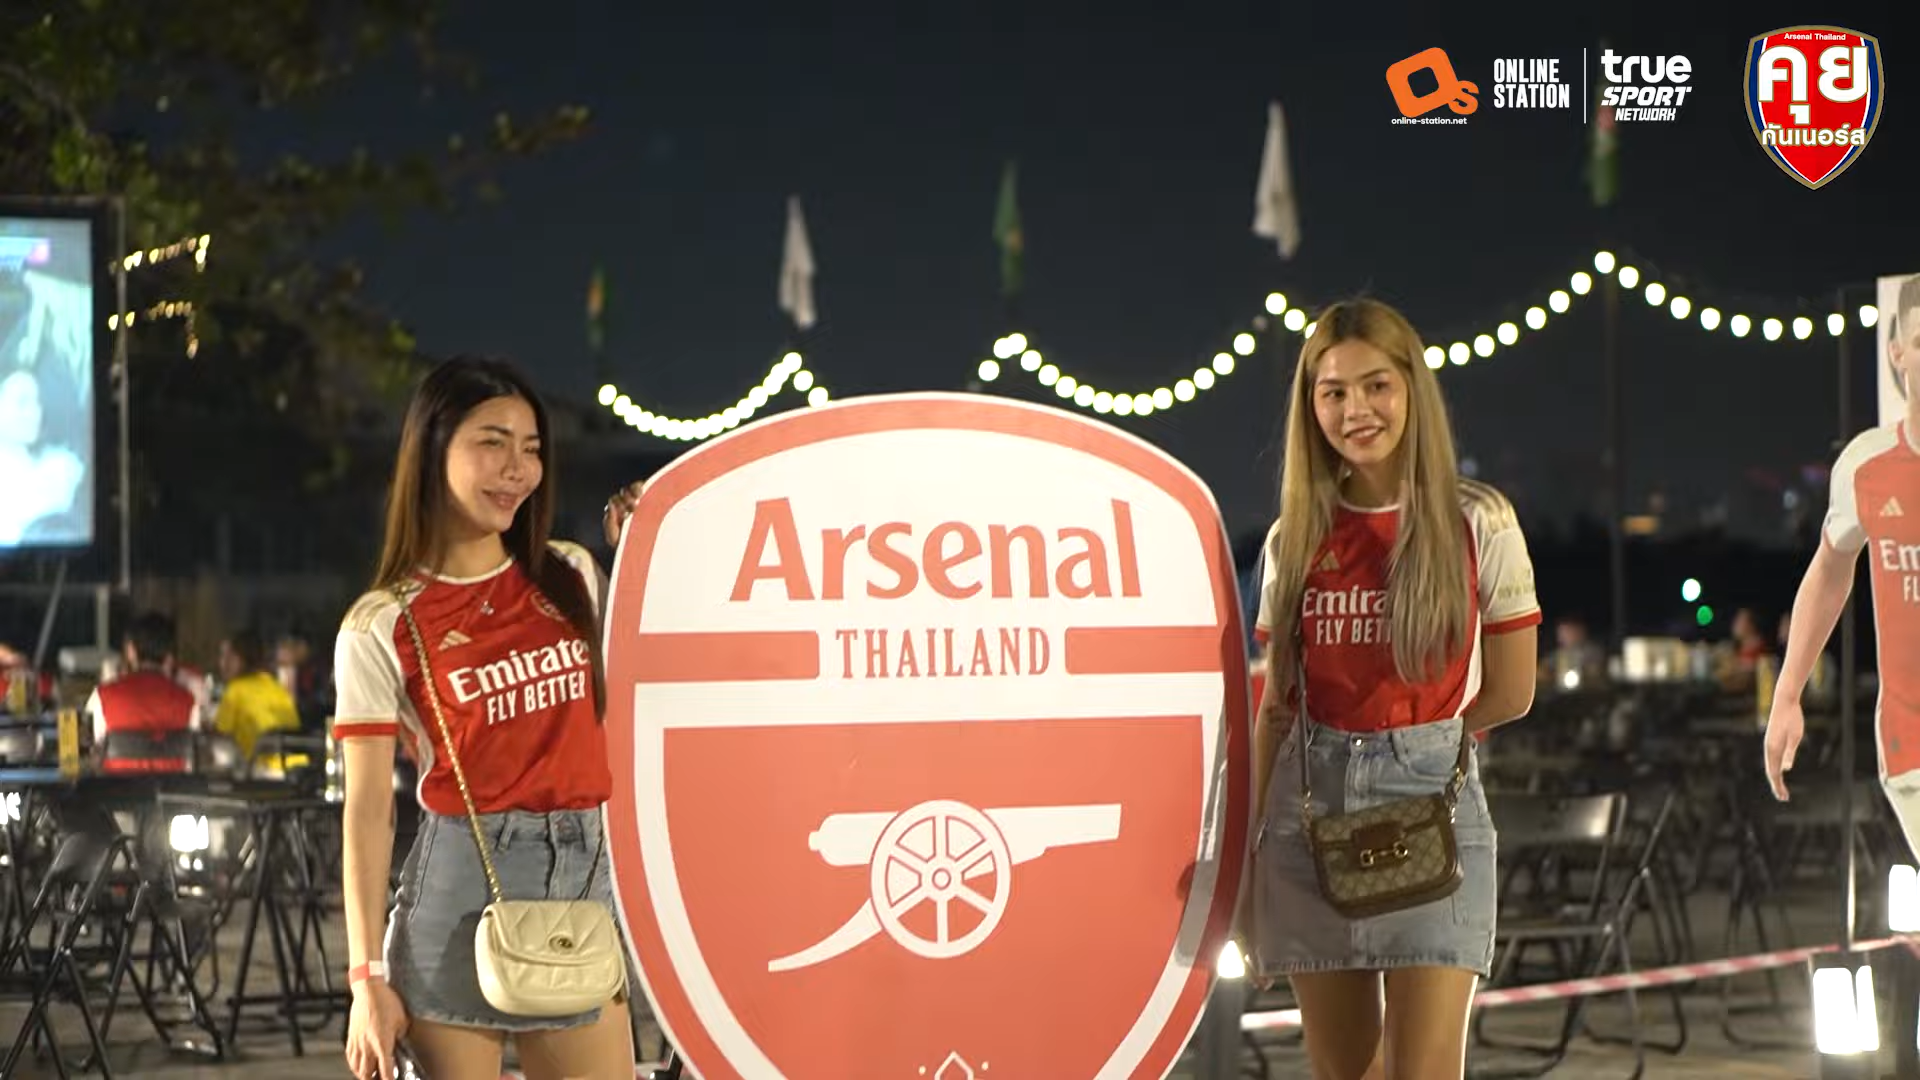 ONLINE
STATION
online-station.net
true
SPORT
NETWORK
Arsenal Thailand
คุย
กันเนอร์ส
Arsenal
THAILAND
Emirates
FLY BETTER
Emira
FLY BET
Em
FL